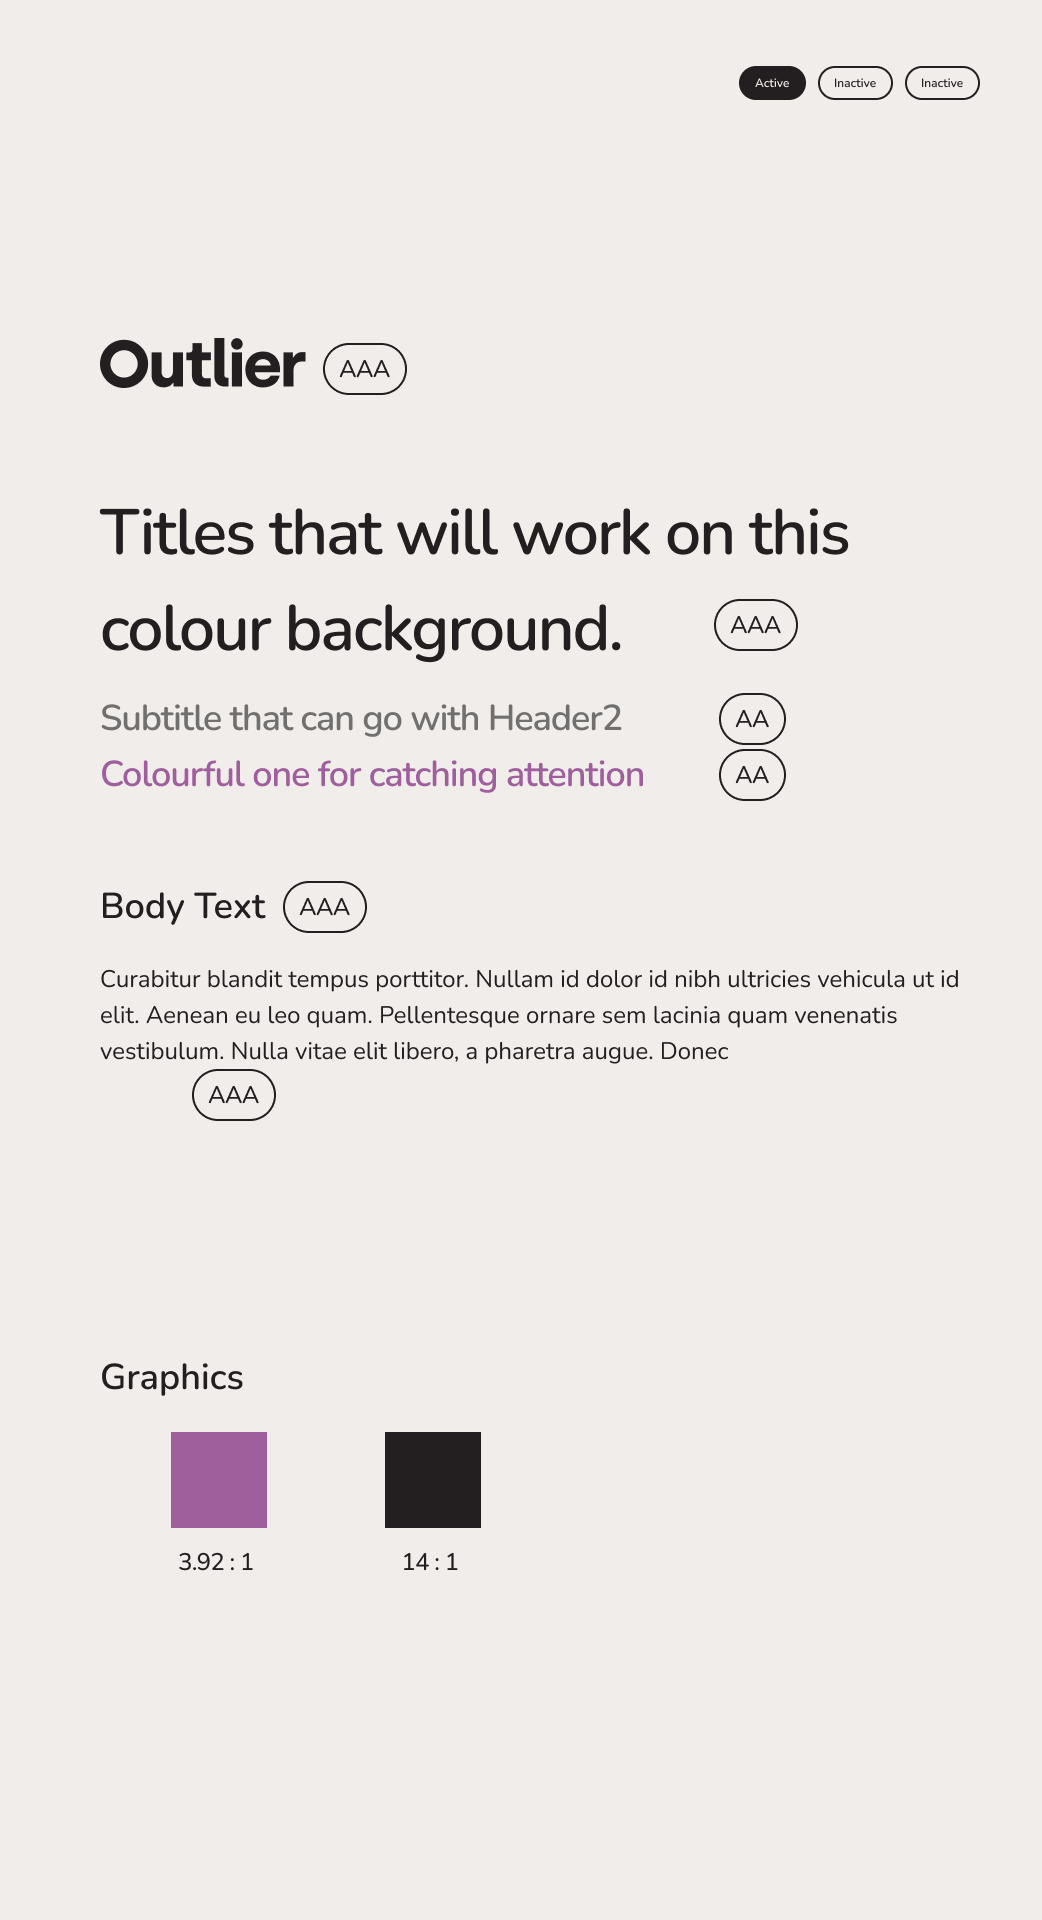 Active Inactive Inactive
Outlier AAA
Titles that will work on this
colour background. AAA
Subtitle that can go with Header2 AA
Colourful one for catching attention AA
Body Text AAA
Curabitur blandit tempus porttitor. Nullam id dolor id nibh ultricies vehicula ut id
elit. Aenean eu leo quam. Pellentesque ornare sem lacinia quam venenatis
vestibulum. Nulla vitae elit libero, a pharetra augue. Donec
AAA
Graphics
3.92 : 1 14 : 1